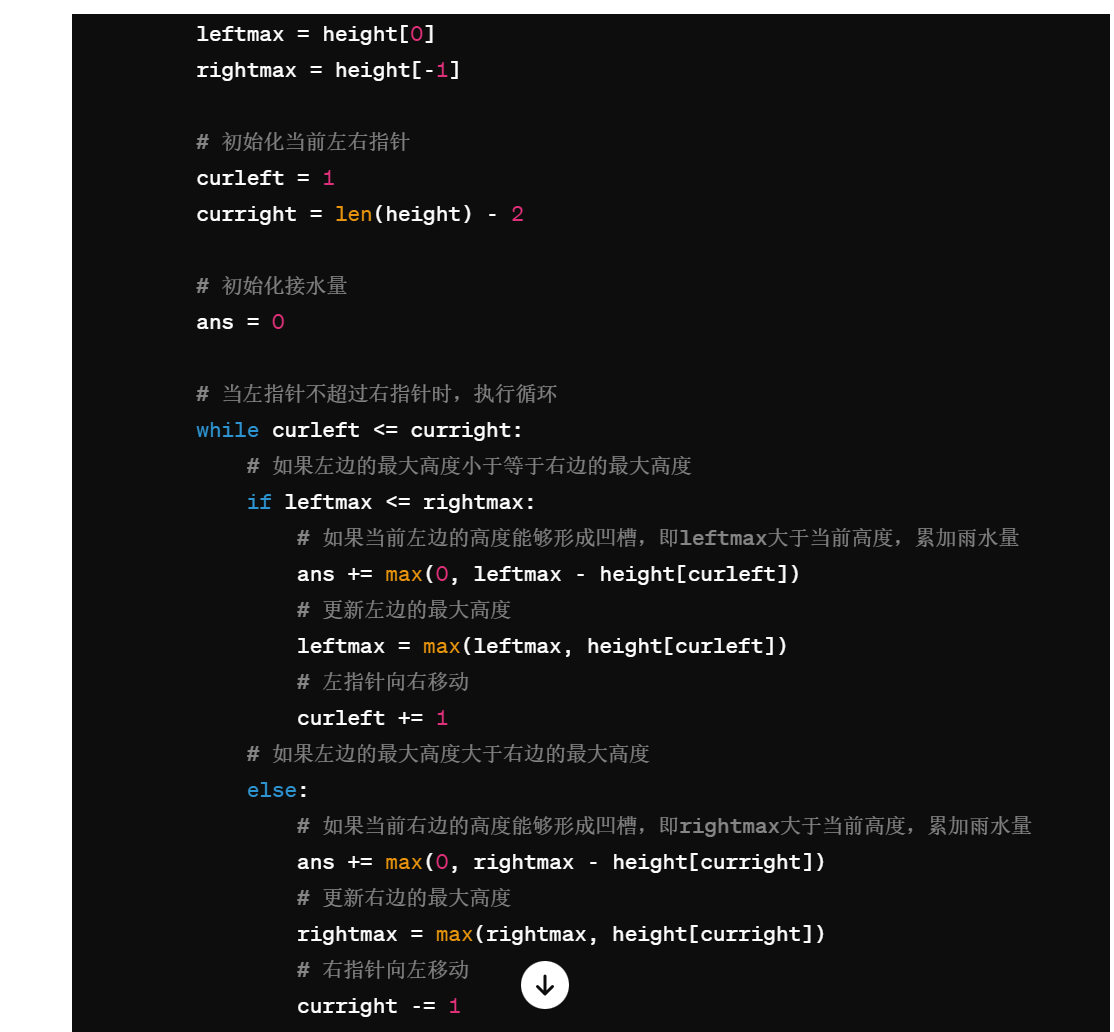 leftmax = height[0]
rightmax = height[-1]
# 初始化当前左右指针
curleft = 1
curright = len(height) - 2
# 初始化接水量
ans = 0
# 当左指针不超过右指针时，执行循环
while curleft <= curright:
# 如果左边的最大高度小于等于右边的最大高度
if leftmax <= rightmax:
# 如果当前左边的高度能够形成凹槽，即leftmax大于当前高度，累加雨水量
ans += max(0, leftmax - height[curleft])
# 更新左边的最大高度
leftmax = max(leftmax, height[curleft])
# 左指针向右移动
curleft += 1
# 如果左边的最大高度大于右边的最大高度
else:
# 如果当前右边的高度能够形成凹槽，即rightmax大于当前高度，累加雨水量
ans += max(0, rightmax - height[curright])
# 更新右边的最大高度
rightmax = max(rightmax, height[curright])
# 右指针向左移动
curright -= 1